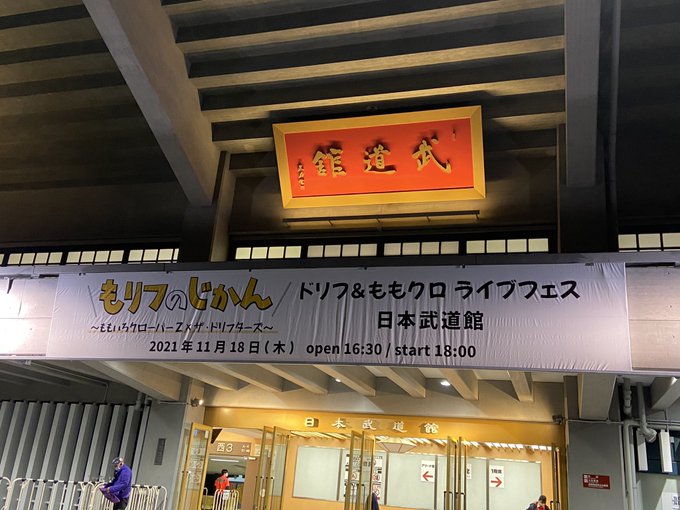 武道館
もリフのじかん
～ももいろクローバーZ×ザ・ドリフターズ～
ドリフ&ももクロ ライブフェス
日本武道館
2021年11月18日(木) open 16:30 / start 18:00
日本武道館
西3